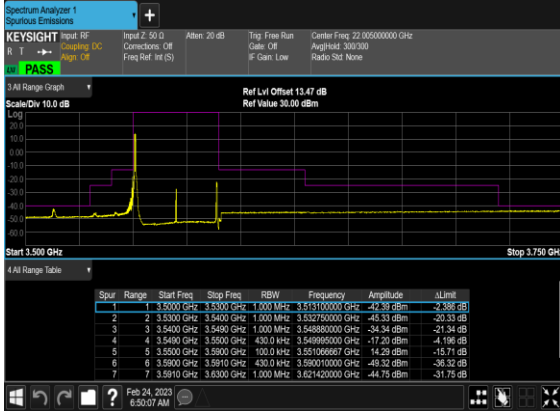 Spectrum Analyzer 1
Spurious Emissions
+
KEYSIGHT Input: RF Input Z: 50 Ω Atten: 20 dB Trig: Free Run Center Freq: 22.005000000 GHz
R T Coupling: DC Corrections: Off Gate: Off Avg|Hold: 300/300
Align: Off Freq Ref: Int (S) IF Gain: Low Radio Std: None
PASS
3 All Range Graph
Ref Lvl Offset 13.47 dB
Scale/Div 10.0 dB Ref Value 30.00 dBm
Log
20.0
10.0
0.00
-10.0
-20.0
-30.0
-40.0
-50.0
-60.0
Start 3.500 GHz Stop 3.750 GH
4 All Range Table
Spur Range Start Freq Stop Freq RBW Frequency Amplitude ΔLimit
1 1 3.5000 GHz 3.5300 GHz 1.000 MHz 3.513100000 GHz -42.39 dBm -2.386 dB
2 2 3.5300 GHz 3.5400 GHz 1.000 MHz 3.532750000 GHz -45.33 dBm -20.33 dB
3 3 3.5400 GHz 3.5490 GHz 1.000 MHz 3.548880000 GHz -34.34 dBm -21.34 dB
4 4 3.5490 GHz 3.5500 GHz 430.0 kHz 3.549995000 GHz -17.20 dBm -4.196 dB
5 5 3.5500 GHz 3.5900 GHz 100.0 kHz 3.551066667 GHz 14.29 dBm -15.71 dB
6 6 3.5900 GHz 3.5910 GHz 430.0 kHz 3.590010000 GHz -49.32 dBm -36.32 dB
7 7 3.5910 GHz 3.6300 GHz 1.000 MHz 3.621420000 GHz -44.75 dBm -31.75 dB
?
Feb 24, 2023
6:50:07 AM